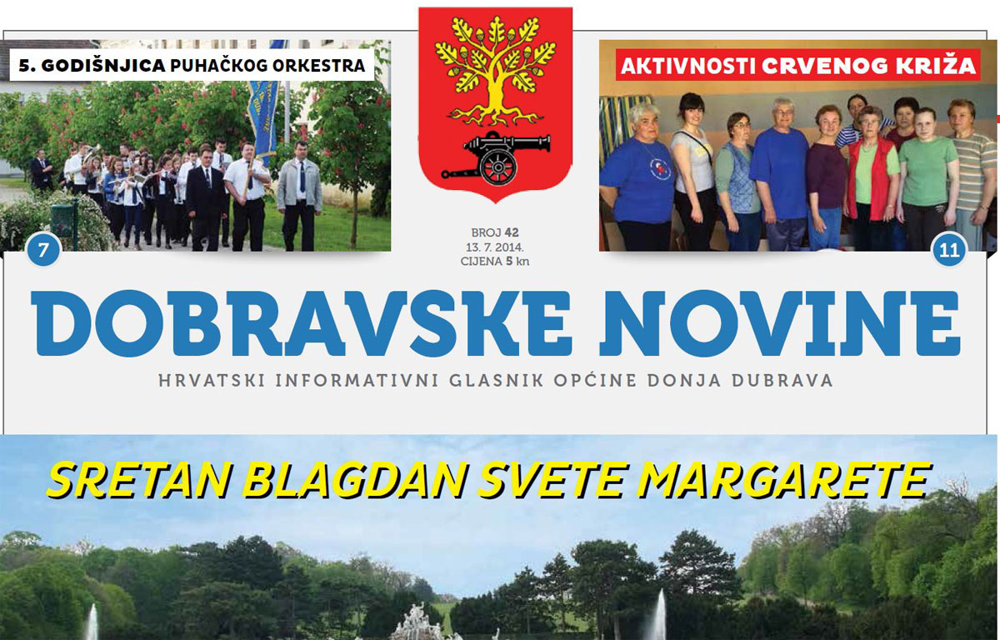 5. GODIŠNJICA PUHAČKOG ORKESTRA
AKTIVNOSTI CRVENOG KRIŽA
BROJ 42
13. 7. 2014.
CIJENA 5 kn
7
11
DOBRAVSKE NOVINE
HRVATSKI INFORMATIVNI GLASNIK OPĆINE DONJA DUBRAVA
SRETAN BLAGDAN SVETE MARGARETE